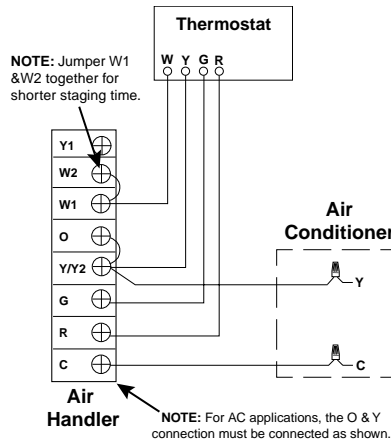 Thermostat
W Y G R
NOTE: Jumper W1
&W2 together for
shorter staging time.
Y1
W2
W1
O
Y/Y2
G
R
C
Air
Handler
Air
Conditioner
Y
C
NOTE: For AC applications, the O & Y
connection must be connected as shown.